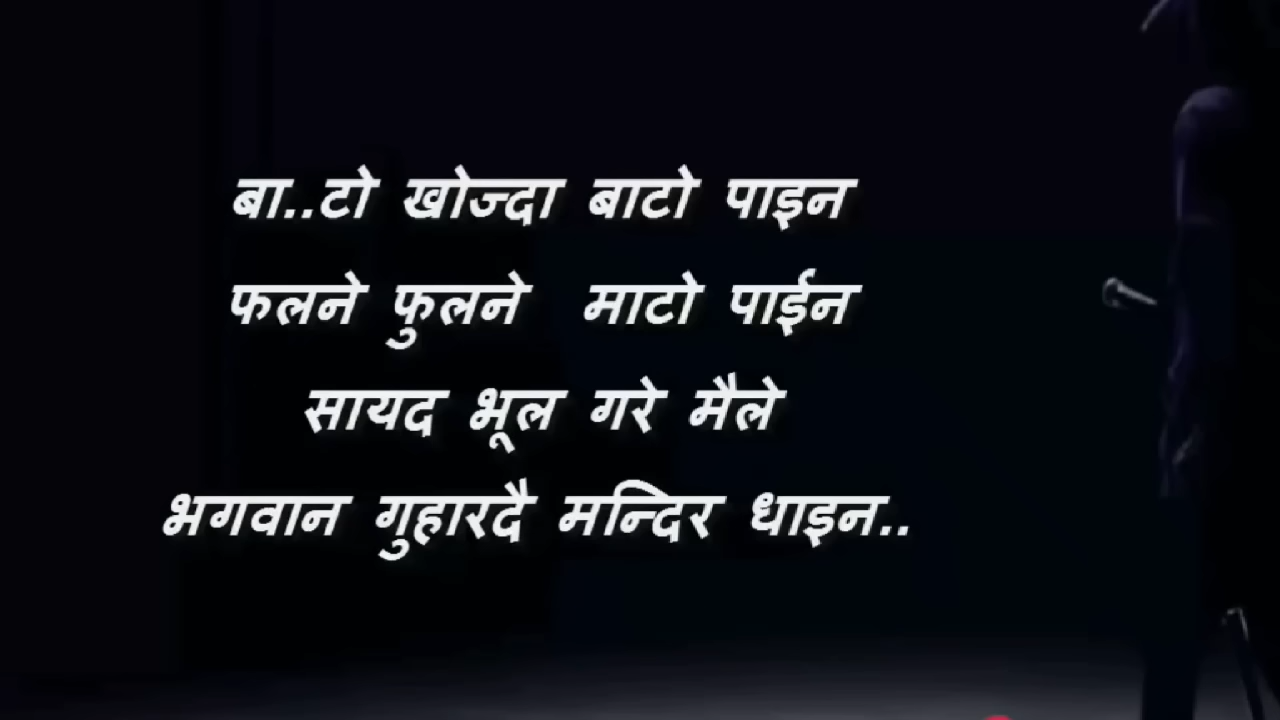 बा..टो खोज्दा बाटो पाइन
फलने फुलने माटो पाईन
सायद भूल गरे मैले
भगवान गुहारदै मन्दिर धाइन..